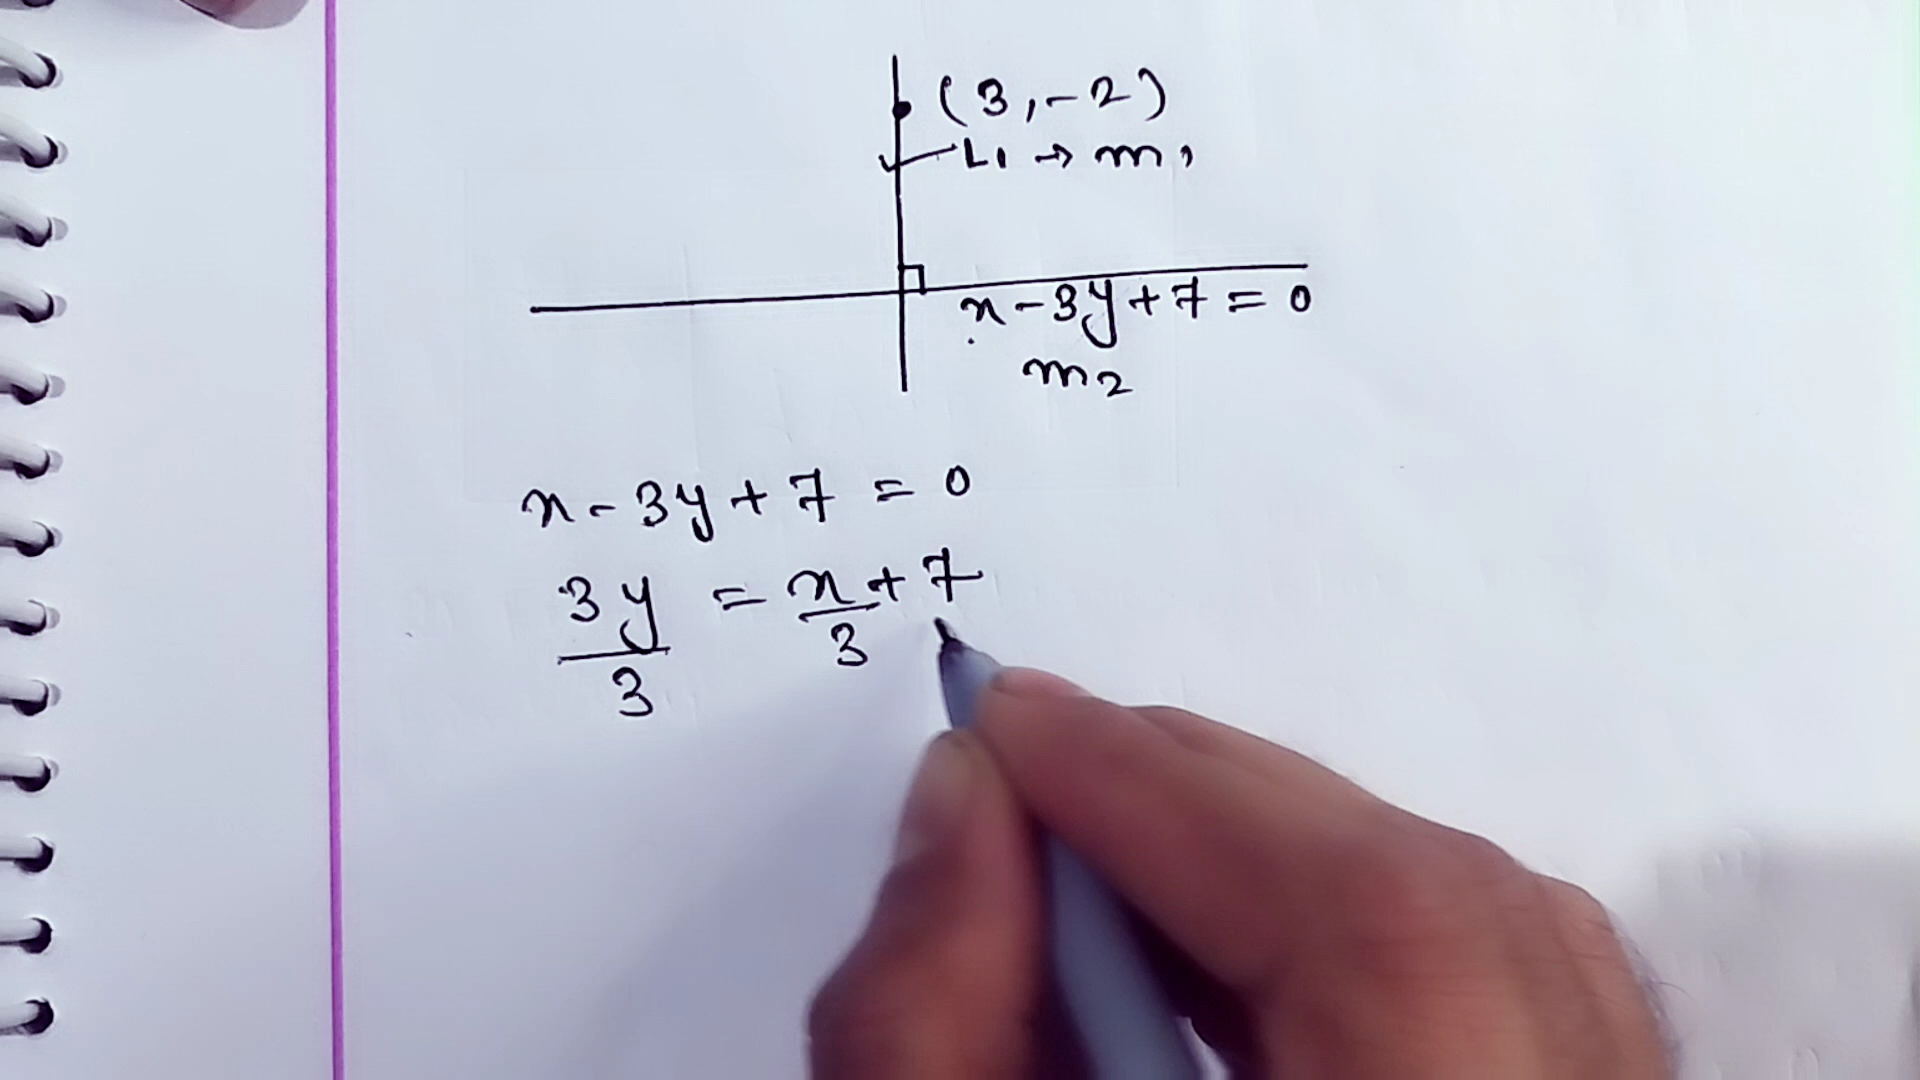 (3,-2)
L1 → m1
x-3y+7=0
m2
x-3y+7=0
3y/3 = x/3+7